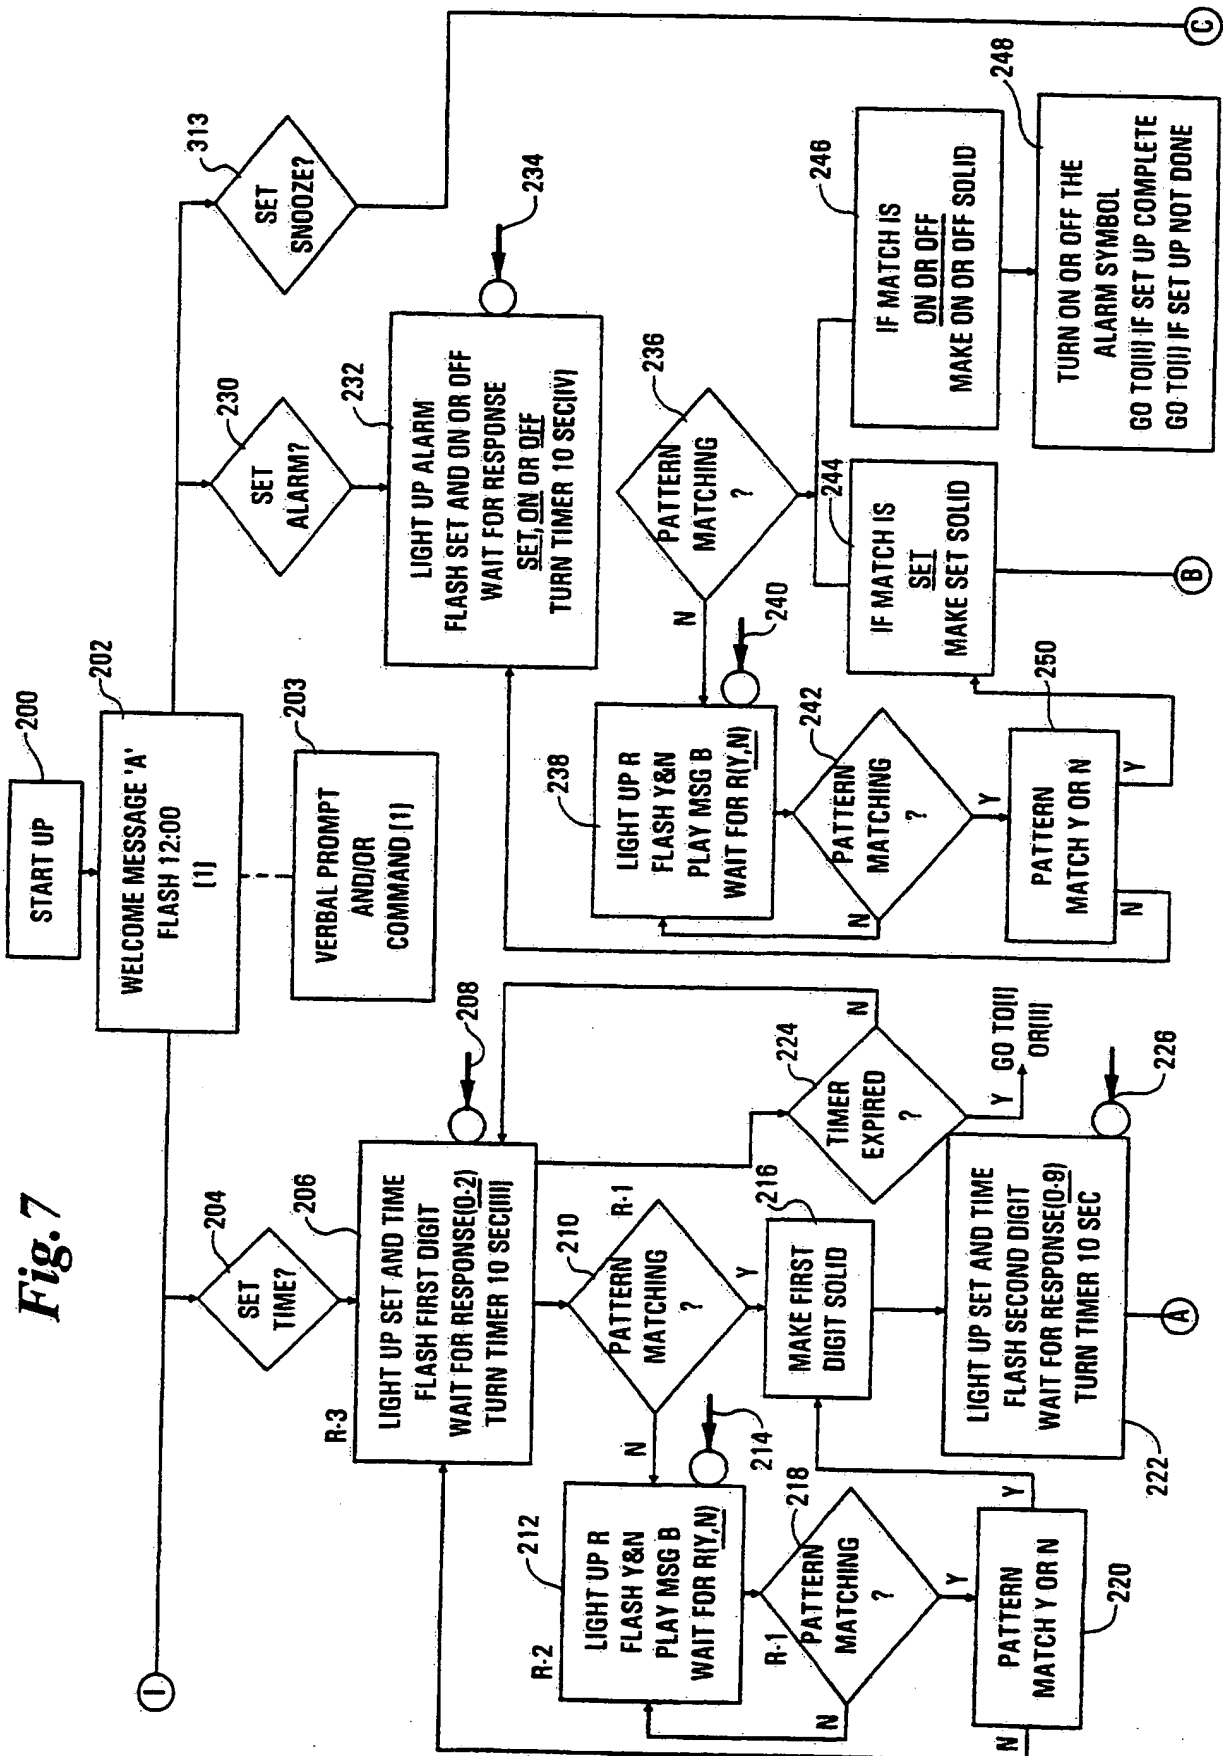 Fig. 7
START UP
200
WELCOME MESSAGE 'A'
FLASH 12:00
[1]
202
VERBAL PROMPT
AND/OR
COMMAND [1]
203
I
SET
TIME?
204
R-3
LIGHT UP SET AND TIME
FLASH FIRST DIGIT
WAIT FOR RESPONSE(0-2)
TURN TIMER 10 SEC[III]
206
208
PATTERN
MATCHING
?
210
R-1
N
Y
R-2
LIGHT UP R
FLASH Y&N
PLAY MSG B
WAIT FOR R(Y,N)
212
214
MAKE FIRST
DIGIT SOLID
216
R-1
PATTERN
MATCHING
?
218
N
Y
PATTERN
MATCH Y OR N
220
N
Y
LIGHT UP SET AND TIME
FLASH SECOND DIGIT
WAIT FOR RESPONSE(0-9)
TURN TIMER 10 SEC
222
226
A
TIMER
EXPIRED
?
224
N
Y
GO TO[I]
OR[II]
SET
ALARM?
230
LIGHT UP ALARM
FLASH SET AND ON OR OFF
WAIT FOR RESPONSE
SET, ON OR OFF
TURN TIMER 10 SEC[IV]
232
234
PATTERN
MATCHING
?
236
N
LIGHT UP R
FLASH Y&N
PLAY MSG B
WAIT FOR R(Y,N)
238
240
PATTERN
MATCHING
?
242
N
Y
PATTERN
MATCH Y OR N
250
N
Y
IF MATCH IS
SET
MAKE SET SOLID
244
B
IF MATCH IS
ON OR OFF
MAKE ON OR OFF SOLID
246
TURN ON OR OFF THE
ALARM SYMBOL
GO TO[II] IF SET UP COMPLETE
GO TO[I] IF SET UP NOT DONE
248
SET
SNOOZE?
313
C